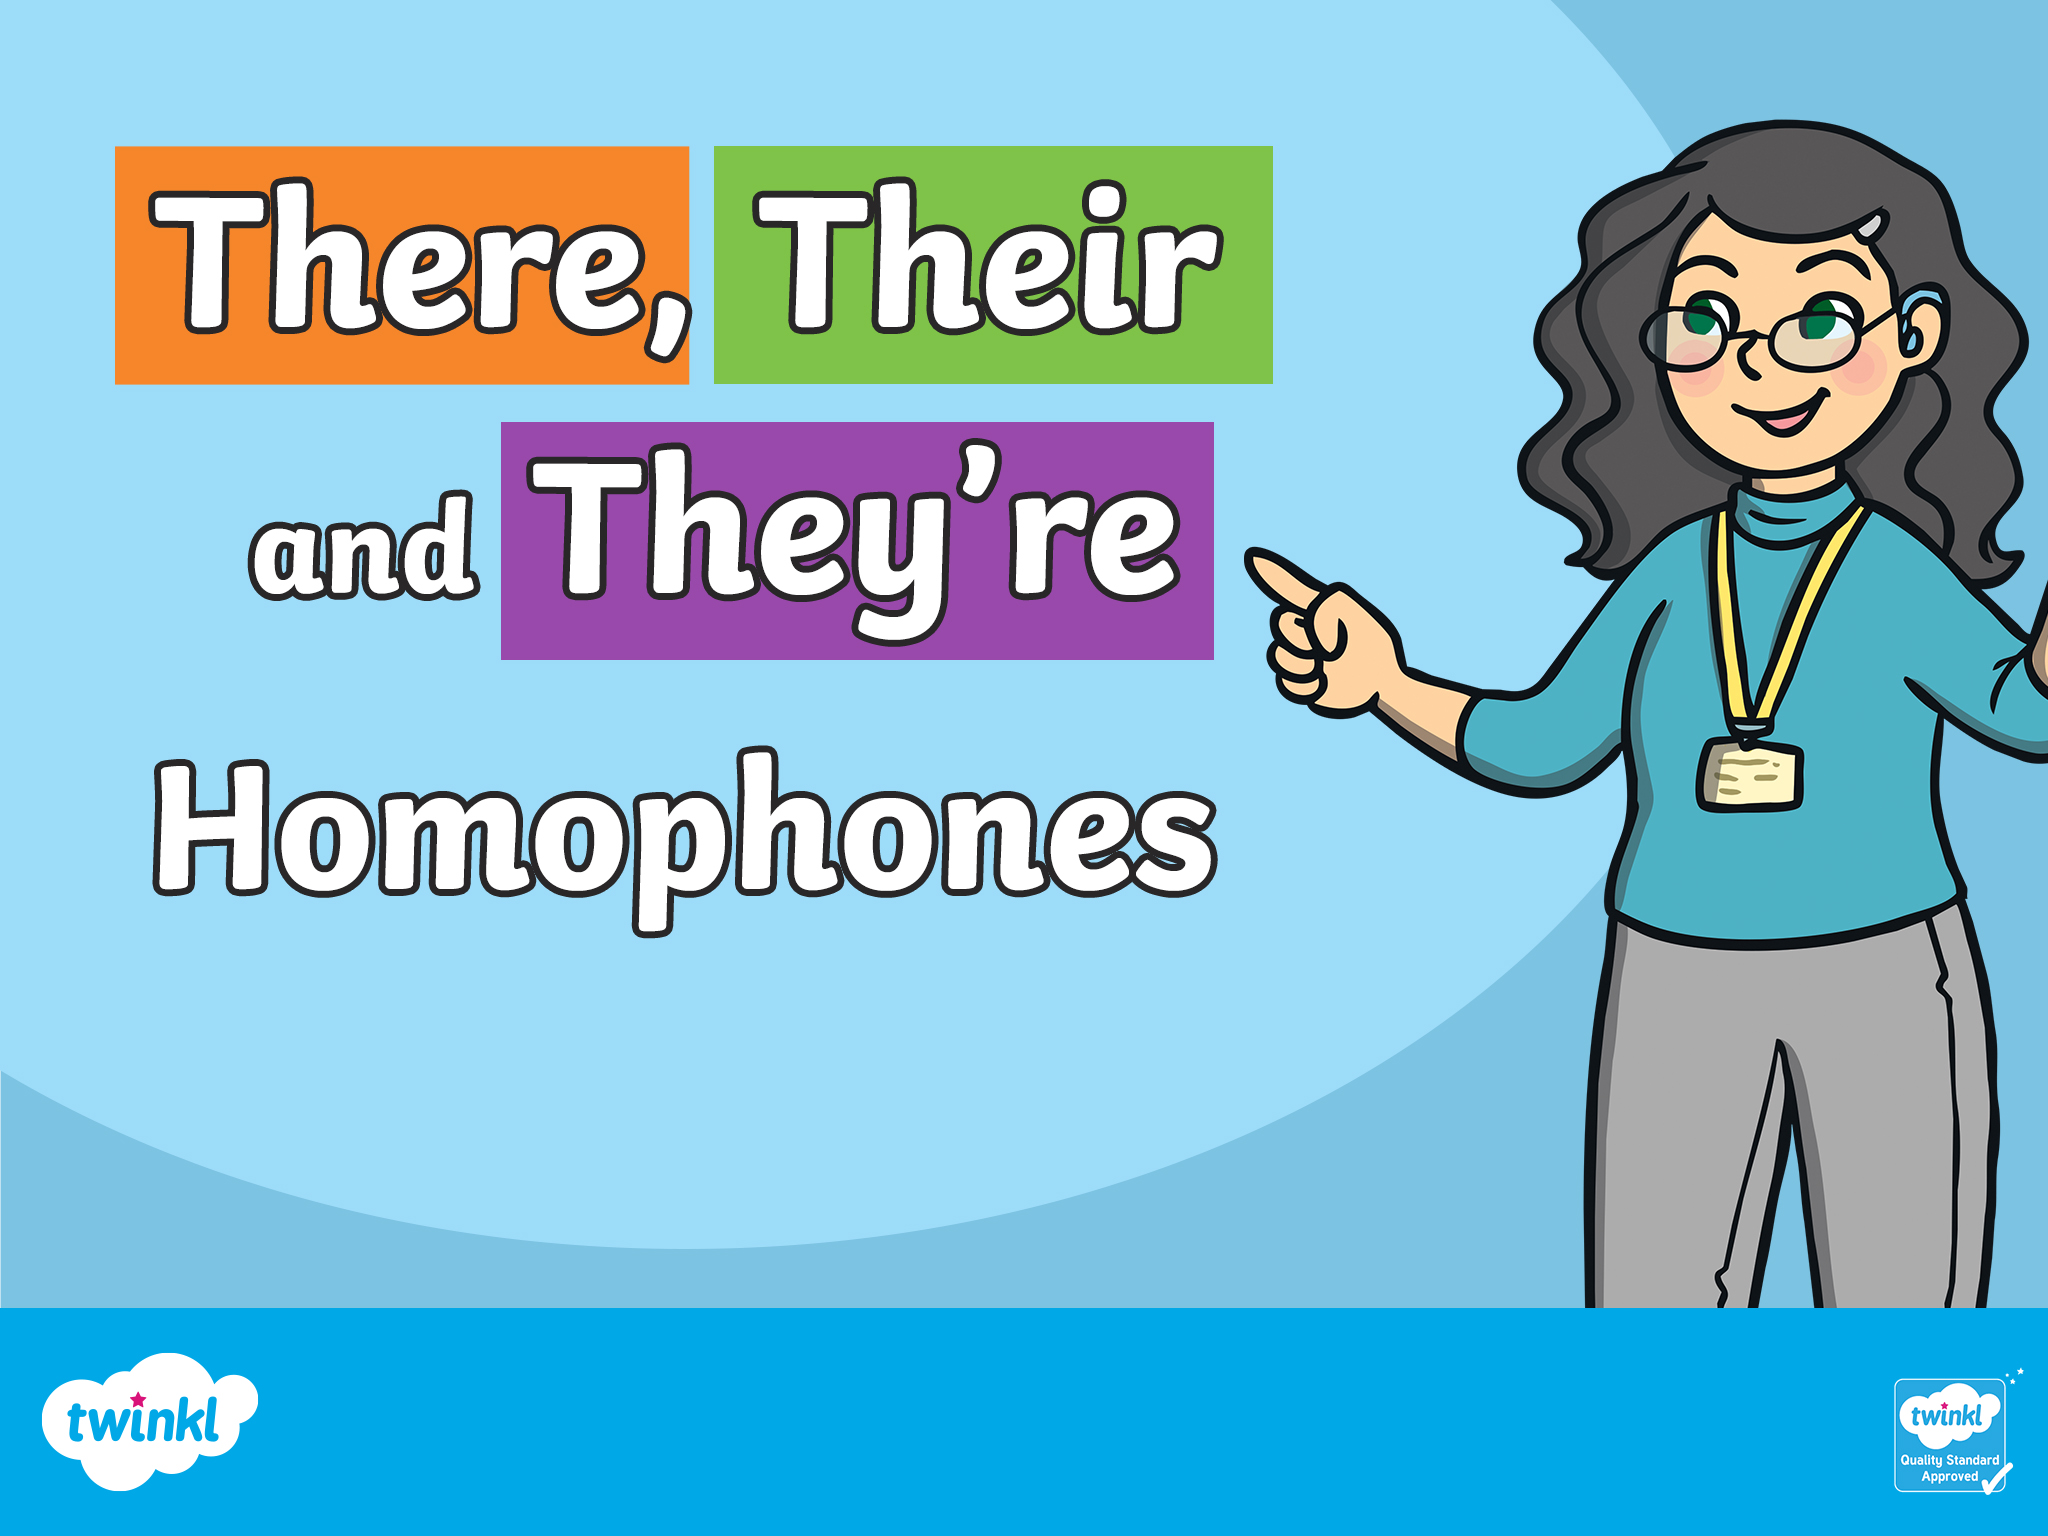 There, Their
and They’re
Homophones
twinkl
twinkl
Quality Standard
Approved